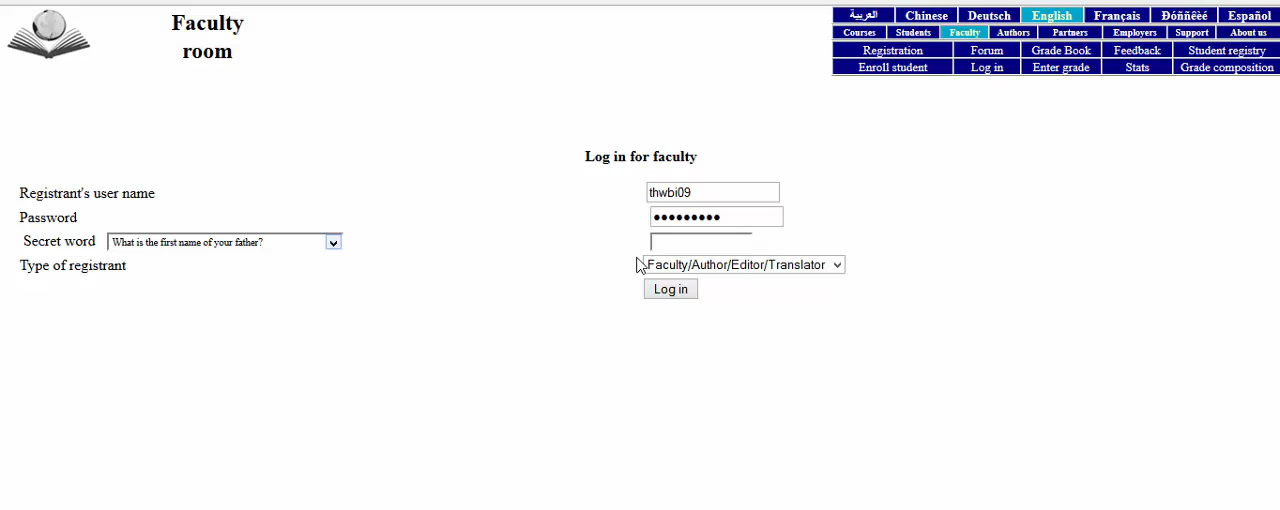 Faculty
room
العربية Chinese Deutsch English Français Ðóññêèé Español
Courses Students Faculty Authors Partners Employers Support About us
Registration Forum Grade Book Feedback Student registry
Enroll student Log in Enter grade Stats Grade composition
Log in for faculty
Registrant's user name thwbi09
Password ●●●●●●●●●
Secret word What is the first name of your father?
Type of registrant Faculty/Author/Editor/Translator
Log in